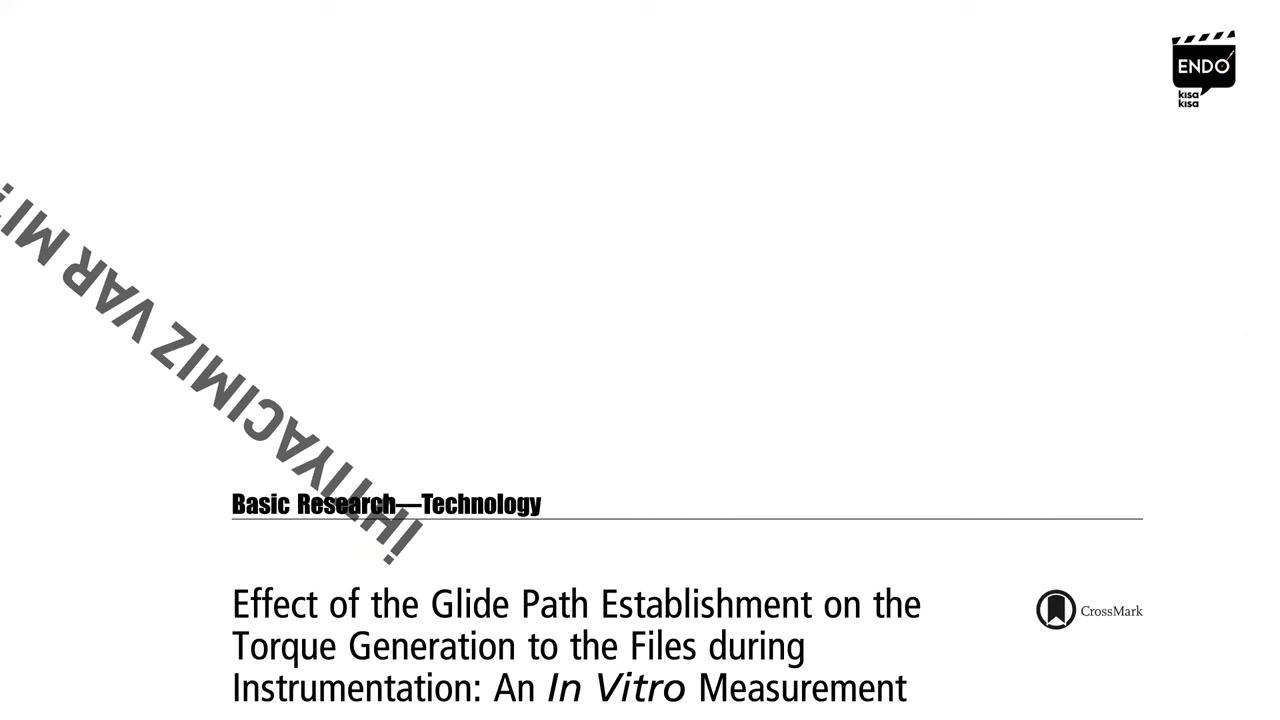 ENDO
kısa
kısa
İHTİYACIMIZ VAR MI?
Basic Research—Technology
Effect of the Glide Path Establishment on the
Torque Generation to the Files during
Instrumentation: An In Vitro Measurement
CrossMark